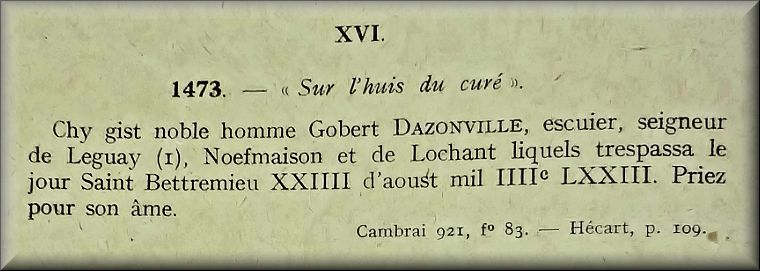 XVI.
1473. — « Sur l'huis du curé ».
Chy gist noble homme Gobert DAZONVILLE, escuier, seigneur
de Leguay (1), Noefmaison et de Lochant liquels trespassa le
jour Saint Bettremieu XXIIII d'aoust mil IIIIᶜ LXXIII. Priez
pour son âme.
Cambrai 921, fº 83. — Hécart, p. 109.